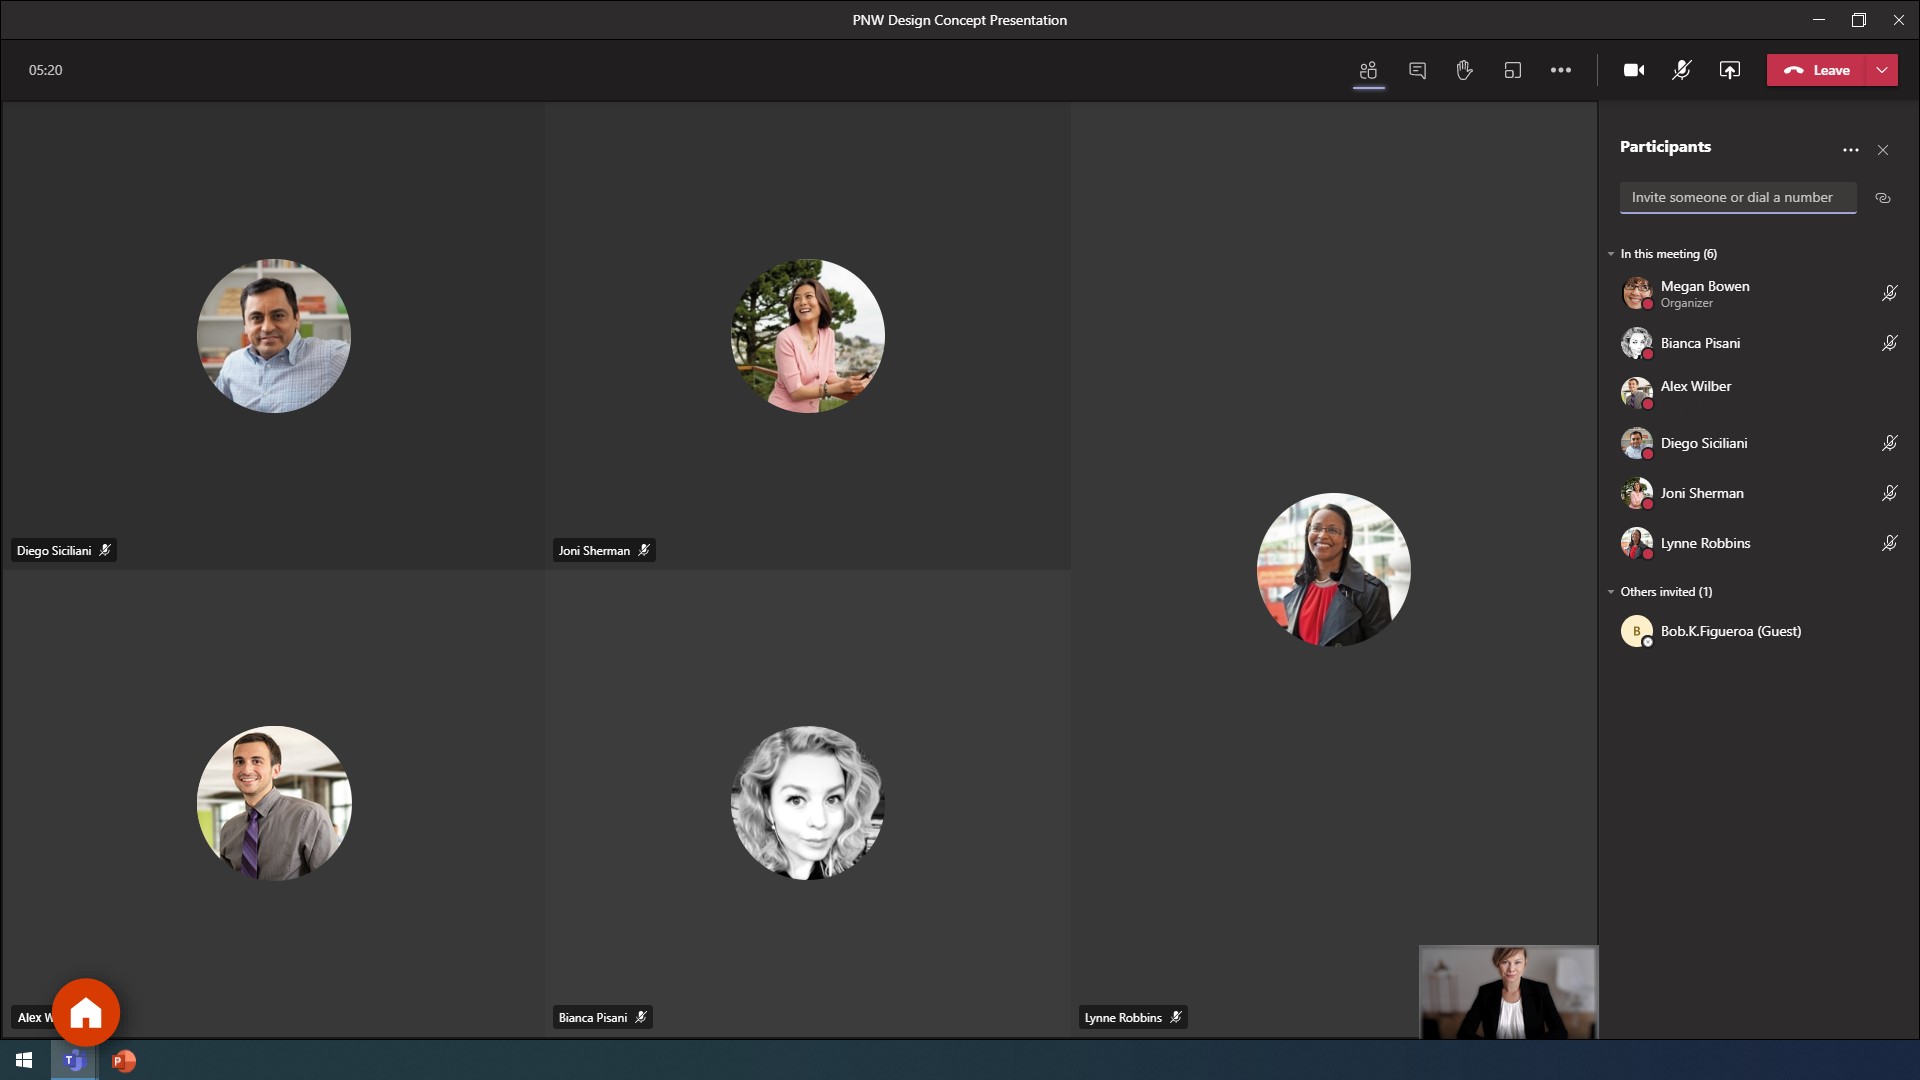 PNW Design Concept Presentation
05:20
Leave
Participants
Invite someone or dial a number
In this meeting (6)
Megan Bowen
Organizer
Bianca Pisani
Alex Wilber
Diego Siciliani
Joni Sherman
Lynne Robbins
Others invited (1)
B
Bob.K.Figueroa (Guest)
Diego Siciliani
Joni Sherman
Alex W
Bianca Pisani
Lynne Robbins
T
P